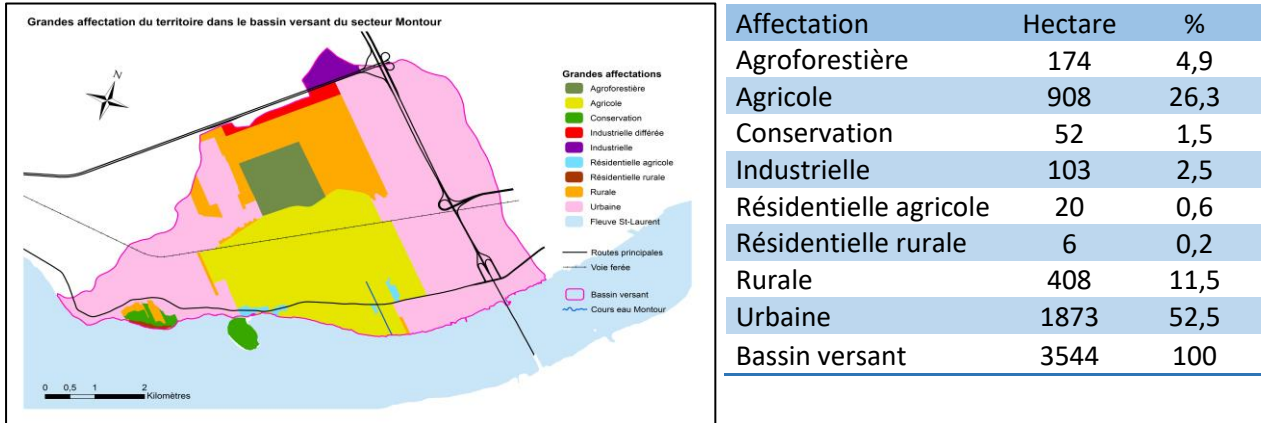 Grandes affectation du territoire dans le bassin versant du secteur Montour
N
Grandes affectations
Agroforestière
Agricole
Conservation
Industrielle différée
Industrielle
Résidentielle agricole
Résidentielle rurale
Rurale
Urbaine
Fleuve St-Laurent
Routes principales
Voie ferée
Bassin versant
Cours eau Montour
0 0,5 1 2
Kilomètres
Affectation Hectare %
Agroforestière 174 4,9
Agricole 908 26,3
Conservation 52 1,5
Industrielle 103 2,5
Résidentielle agricole 20 0,6
Résidentielle rurale 6 0,2
Rurale 408 11,5
Urbaine 1873 52,5
Bassin versant 3544 100